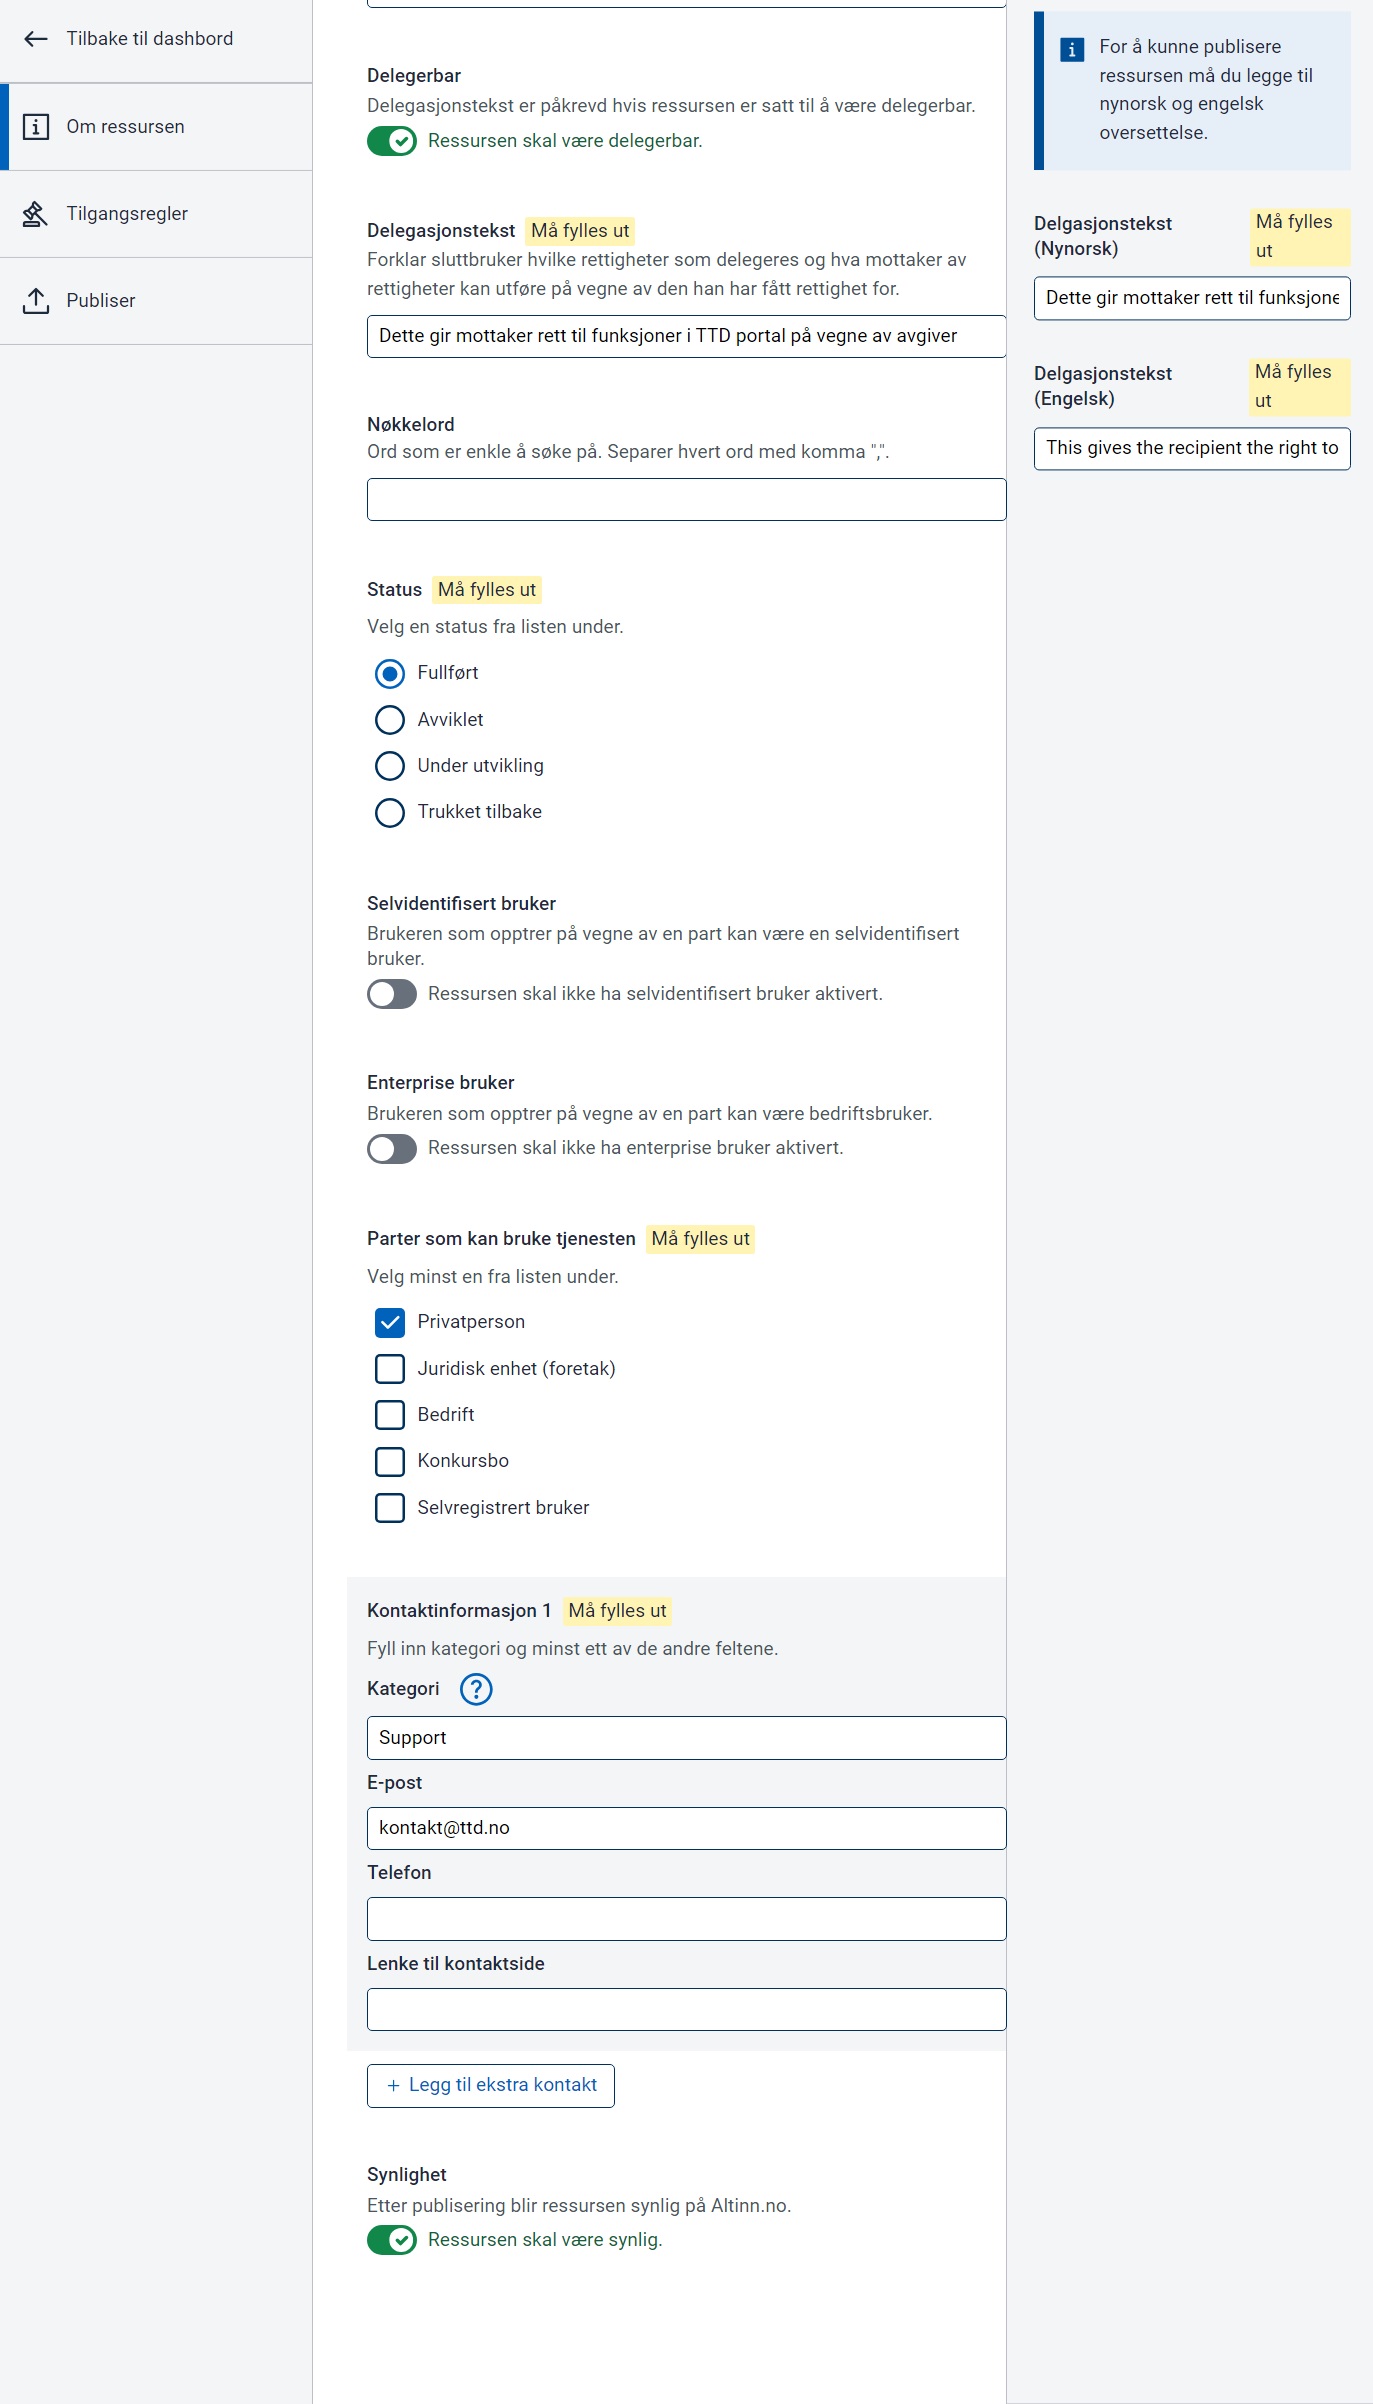 Tilbake til dashbord
Om ressursen
Tilgangsregler
Publiser
Delegerbar
Delegasjonstekst er påkrevd hvis ressursen er satt til å være delegerbar.
Ressursen skal være delegerbar.
Delegasjonstekst Må fylles ut
Forklar sluttbruker hvilke rettigheter som delegeres og hva mottaker av
rettigheter kan utføre på vegne av den han har fått rettighet for.
Dette gir mottaker rett til funksjoner i TTD portal på vegne av avgiver
Nøkkelord
Ord som er enkle å søke på. Separer hvert ord med komma ",".
Status Må fylles ut
Velg en status fra listen under.
Fullført
Avviklet
Under utvikling
Trukket tilbake
Selvidentifisert bruker
Brukeren som opptrer på vegne av en part kan være en selvidentifisert
bruker.
Ressursen skal ikke ha selvidentifisert bruker aktivert.
Enterprise bruker
Brukeren som opptrer på vegne av en part kan være bedriftsbruker.
Ressursen skal ikke ha enterprise bruker aktivert.
Parter som kan bruke tjenesten Må fylles ut
Velg minst en fra listen under.
Privatperson
Juridisk enhet (foretak)
Bedrift
Konkursbo
Selvregistrert bruker
Kontaktinformasjon 1 Må fylles ut
Fyll inn kategori og minst ett av de andre feltene.
Kategori ?
Support
E-post
kontakt@ttd.no
Telefon
Lenke til kontaktside
+ Legg til ekstra kontakt
Synlighet
Etter publisering blir ressursen synlig på Altinn.no.
Ressursen skal være synlig.
For å kunne publisere
ressursen må du legge til
nynorsk og engelsk
oversettelse.
Delgasjonstekst
(Nynorsk)
Må fylles
ut
Dette gir mottaker rett til funksjone
Delgasjonstekst
(Engelsk)
Må fylles
ut
This gives the recipient the right to